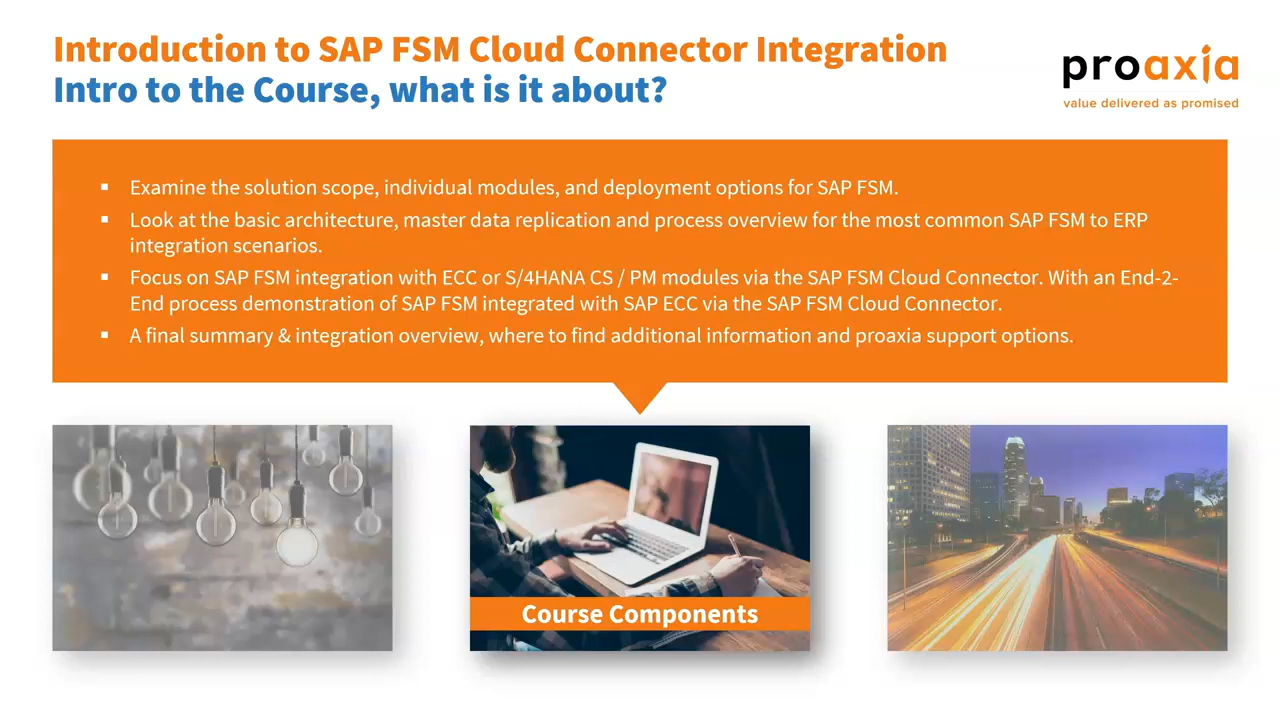 Introduction to SAP FSM Cloud Connector Integration
Intro to the Course, what is it about?
proaxia
value delivered as promised
▪ Examine the solution scope, individual modules, and deployment options for SAP FSM.
▪ Look at the basic architecture, master data replication and process overview for the most common SAP FSM to ERP
integration scenarios.
▪ Focus on SAP FSM integration with ECC or S/4HANA CS / PM modules via the SAP FSM Cloud Connector. With an End-2-
End process demonstration of SAP FSM integrated with SAP ECC via the SAP FSM Cloud Connector.
▪ A final summary & integration overview, where to find additional information and proaxia support options.
Course Components